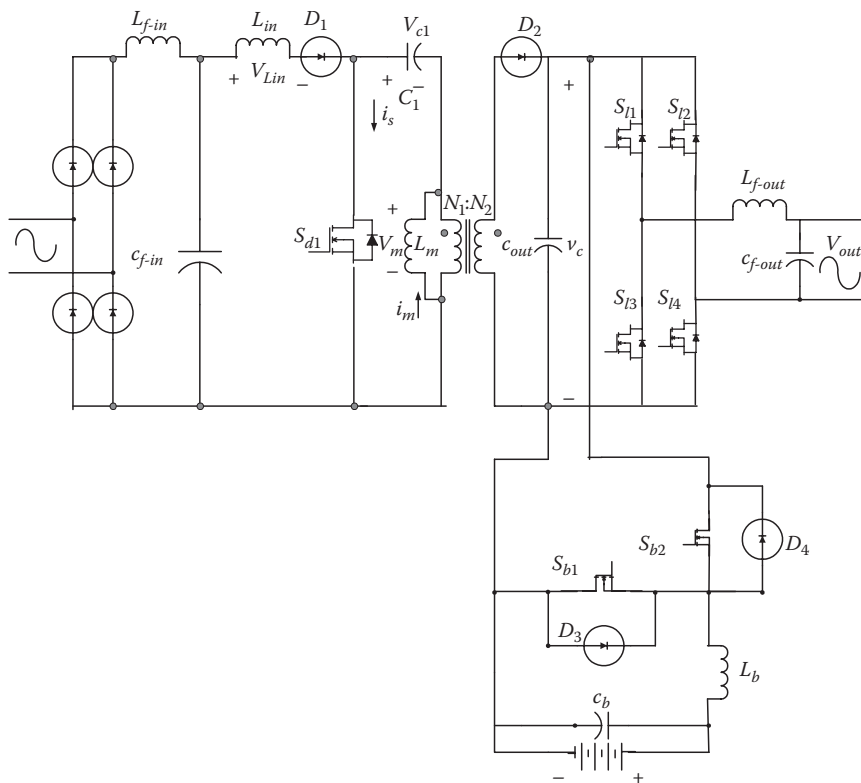 L_f-in
L_in
D_1
V_c1
D_2
+ V_Lin −
+ C_1 −
i_s
+
S_l1
S_l2
S_d1
+ V_m −
L_m
N_1:N_2
c_f-in
c_out
v_c
L_f-out
c_f-out
V_out
i_m
S_l3
S_l4
−
S_b2
D_4
S_b1
D_3
L_b
c_b
− +